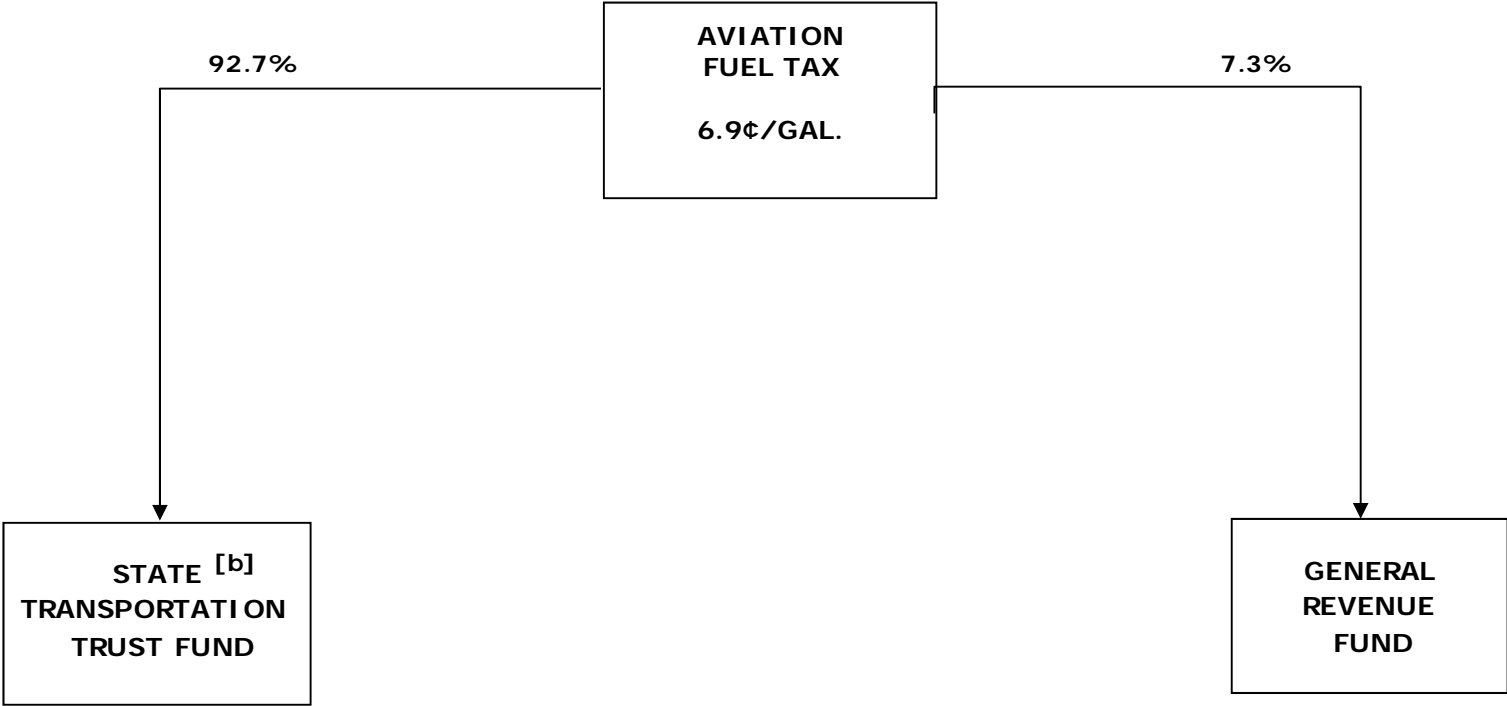 AVIATION
FUEL TAX
6.9¢/GAL.
92.7%
7.3%
STATE [b]
TRANSPORTATION
TRUST FUND
GENERAL
REVENUE
FUND